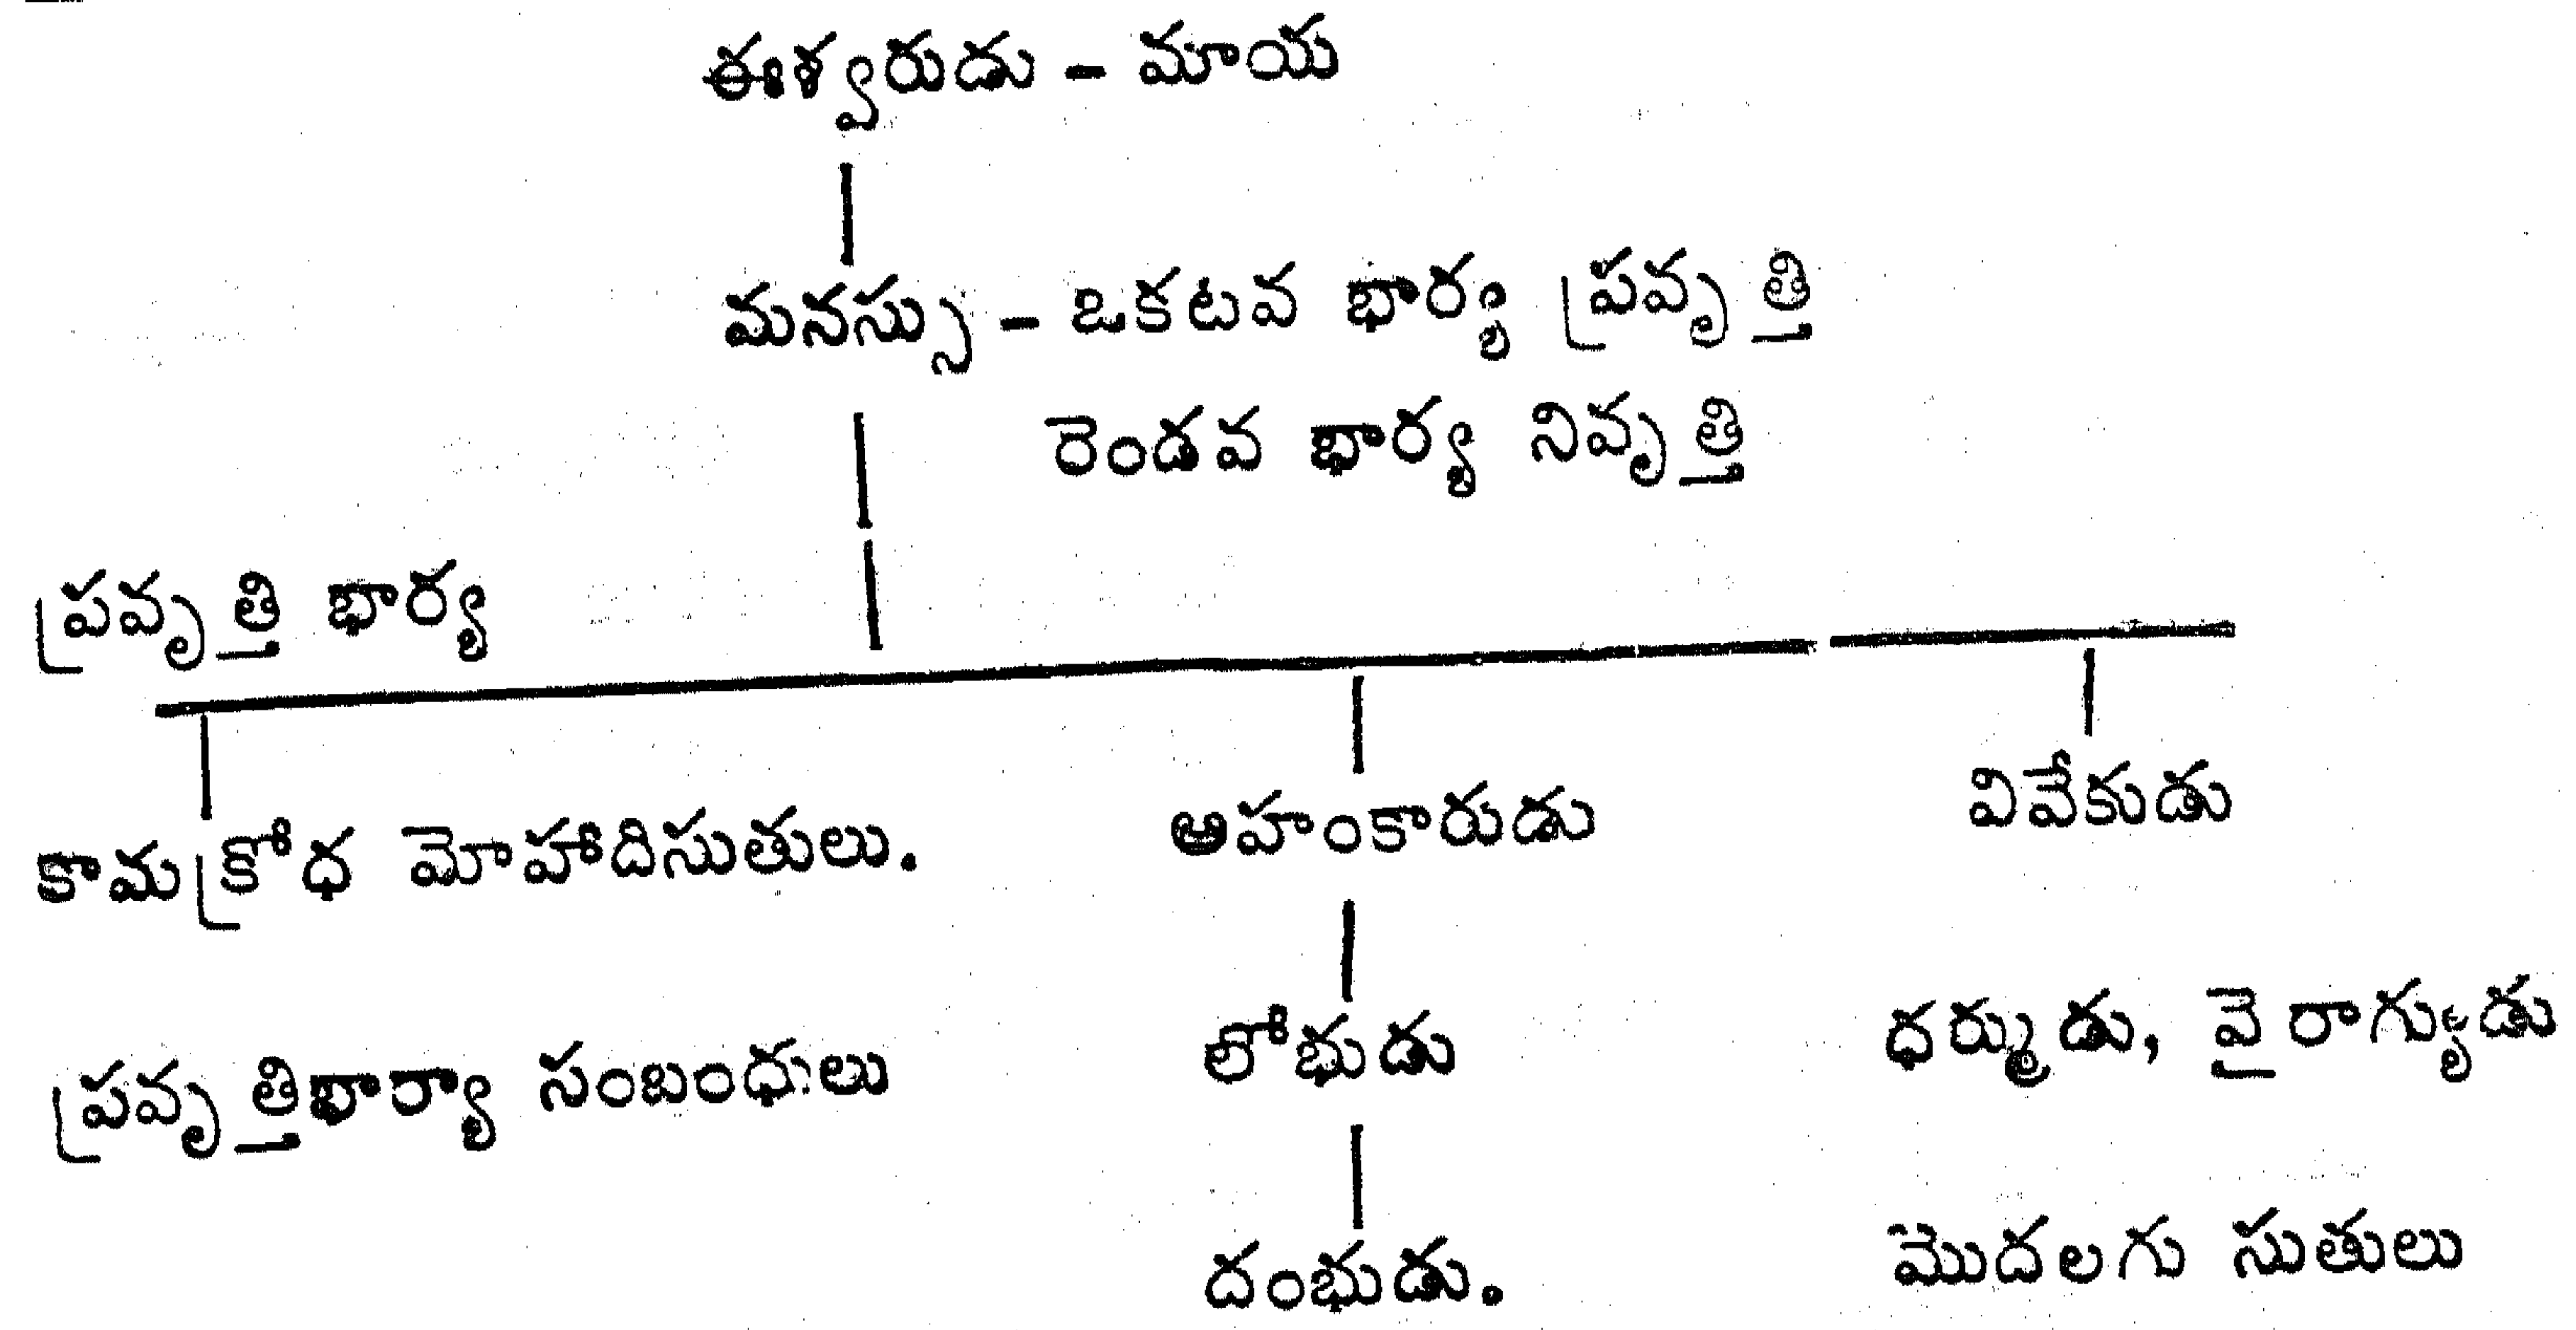 ఈశ్వరుడు - మాయ
మనస్సు - ఒకటవ భార్య ప్రవృత్తి
రెండవ భార్య నివృత్తి
ప్రవృత్తి భార్య
కామక్రోధ మోహాదిసుతులు. అహంకారుడు వివేకుడు
ప్రవృత్తిభార్యా సంబంధులు లోభుడు ధర్ముడు, వైరాగ్యుడు
దంభుడు. మొదలగు సుతులు